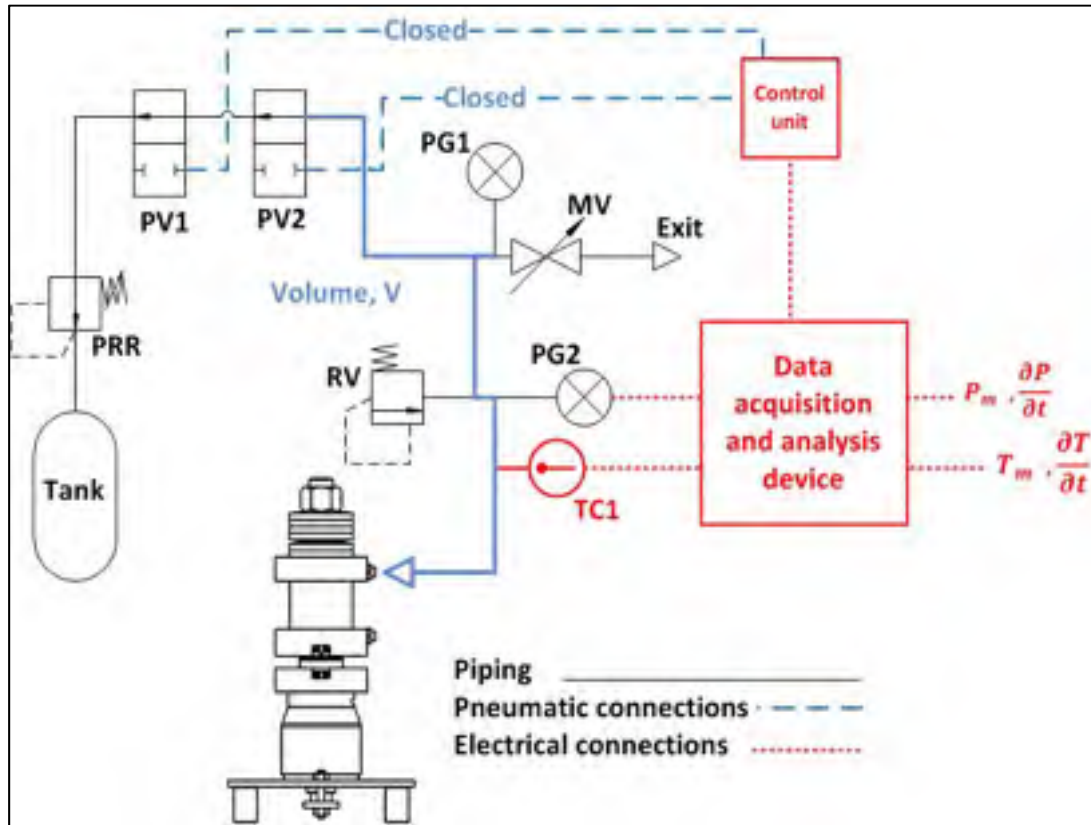 Closed
Closed
Control
unit
PG1
PV1
PV2
MV
Exit
Volume, V
PRR
RV
PG2
Data
acquisition
and analysis
device
P_m , ∂P/∂t
T_m , ∂T/∂t
Tank
TC1
Piping
Pneumatic connections
Electrical connections